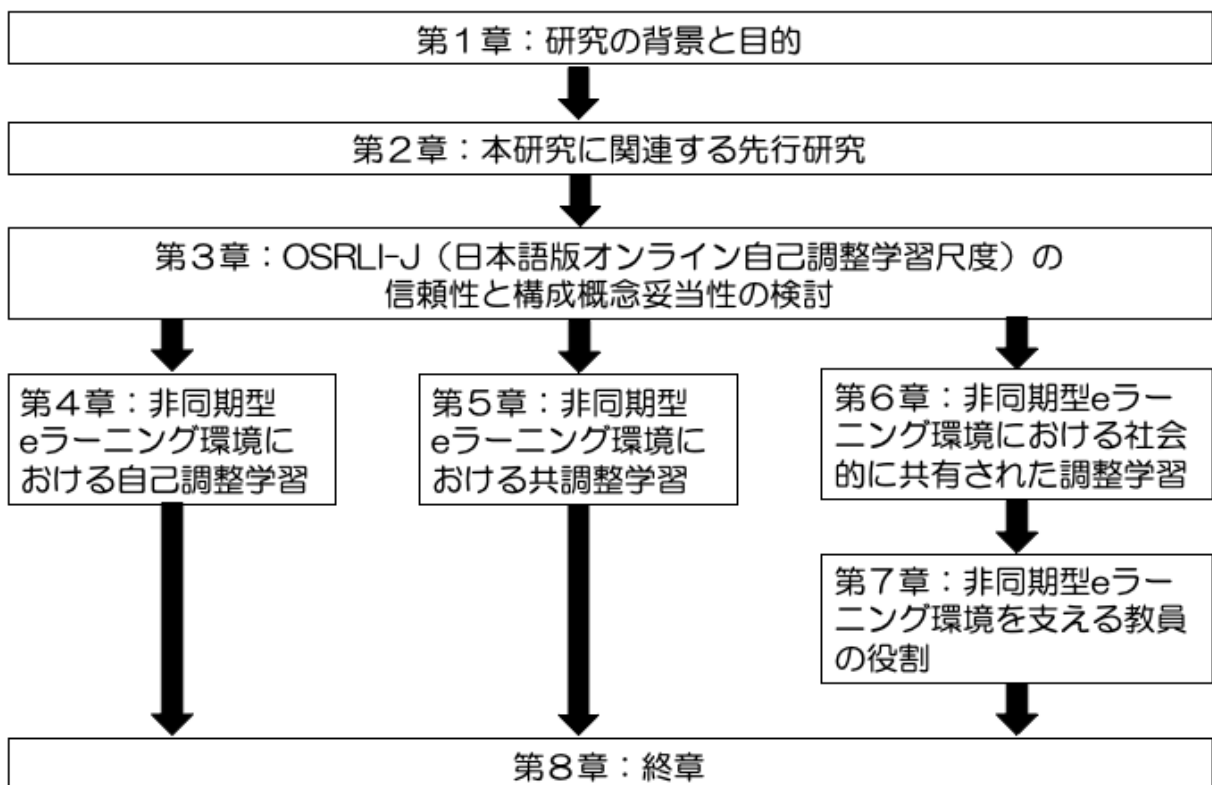 第１章：研究の背景と目的
第２章：本研究に関連する先行研究
第３章：OSRLI-J（日本語版オンライン自己調整学習尺度）の
信頼性と構成概念妥当性の検討
第４章：非同期型
eラーニング環境に
おける自己調整学習
第５章：非同期型
eラーニング環境に
おける共調整学習
第６章：非同期型eラー
ニング環境における社会
的に共有された調整学習
第７章：非同期型eラー
ニング環境を支える教員
の役割
第８章：終章